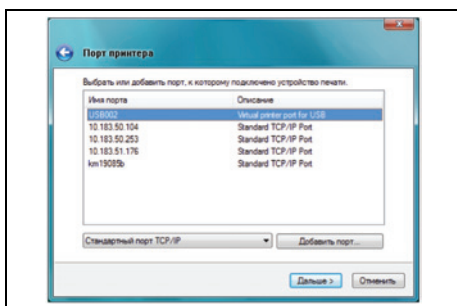 Порт принтера
Выбрать или добавить порт, к которому подключено устройство печати.
Имя порта Описание
USB002 Virtual printer port for USB
10.183.50.104 Standard TCP/IP Port
10.183.50.253 Standard TCP/IP Port
10.183.51.176 Standard TCP/IP Port
km19085b Standard TCP/IP Port
Стандартный порт TCP/IP Добавить порт...
Дальше > Отменить